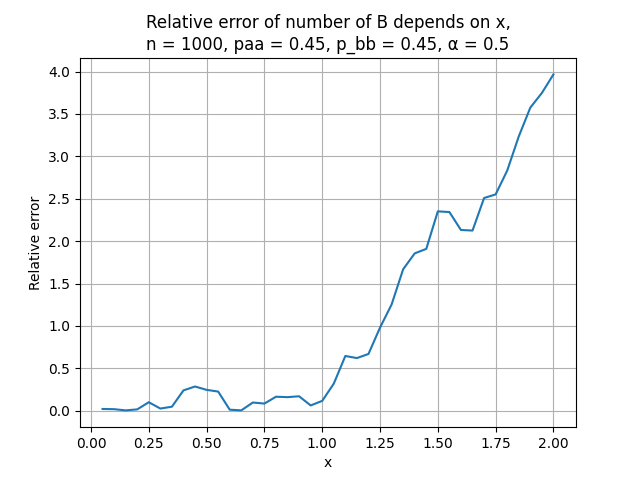 Relative error of number of B depends on x,
n = 1000, paa = 0.45, p_bb = 0.45, α = 0.5
4.0
3.5
3.0
2.5
2.0
1.5
1.0
0.5
0.0
Relative error
0.00 0.25 0.50 0.75 1.00 1.25 1.50 1.75 2.00
x